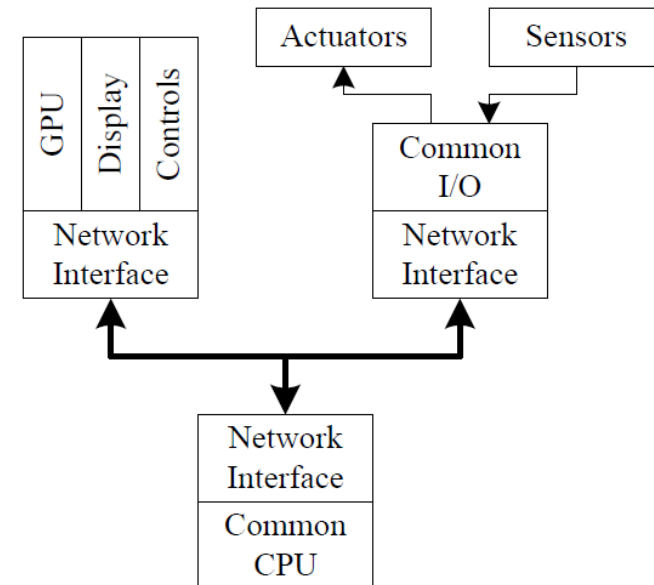 Actuators
Sensors
GPU
Display
Controls
Common
I/O
Network
Interface
Network
Interface
Network
Interface
Common
CPU